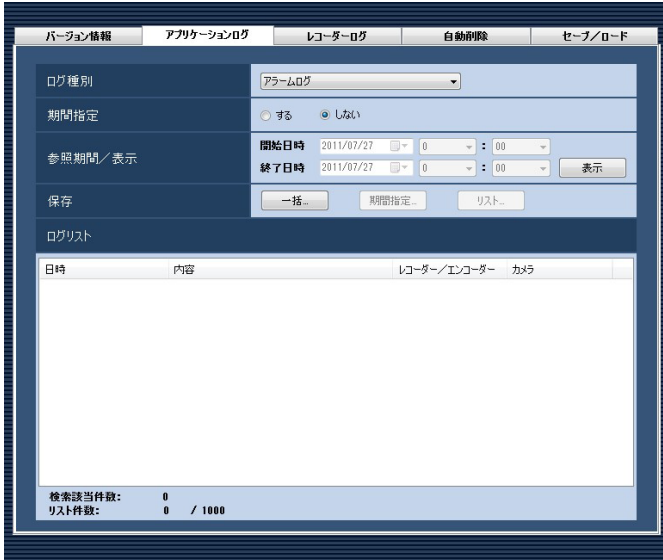 バージョン情報 アプリケーションログ レコーダーログ 自動削除 セーブ／ロード
ログ種別 アラームログ
期間指定 する しない
参照期間／表示 開始日時 2011/07/27 0 : 00
終了日時 2011/07/27 0 : 00 表示
保存 一括... 期間指定... リスト...
ログリスト
日時 内容 レコーダー／エンコーダー カメラ
検索該当件数: 0
リスト件数: 0 / 1000